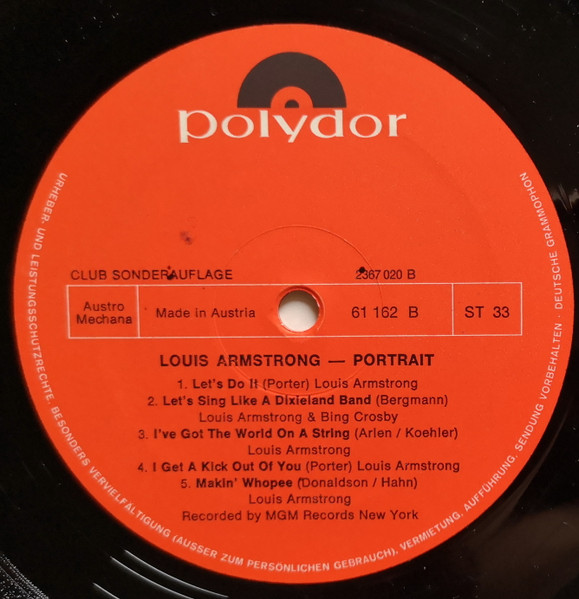 polydor
CLUB SONDERAUFLAGE 2367 020 B
Austro Mechana
Made in Austria 61 162 B ST 33
LOUIS ARMSTRONG — PORTRAIT
1. Let's Do It (Porter) Louis Armstrong
2. Let's Sing Like A Dixieland Band (Bergmann)
Louis Armstrong & Bing Crosby
3. I've Got The World On A String (Arlen / Koehler)
Louis Armstrong
4. I Get A Kick Out Of You (Porter) Louis Armstrong
5. Makin' Whopee (Donaldson / Hahn)
Louis Armstrong
Recorded by MGM Records New York
URHEBER- UND LEISTUNGSSCHUTZRECHTE, BESONDERS VERVIELFÄLTIGUNG (AUSSER ZUM PERSÖNLICHEN GEBRAUCH), VERMIETUNG, AUFFÜHRUNG, SENDUNG VORBEHALTEN · DEUTSCHE GRAMMOPHON